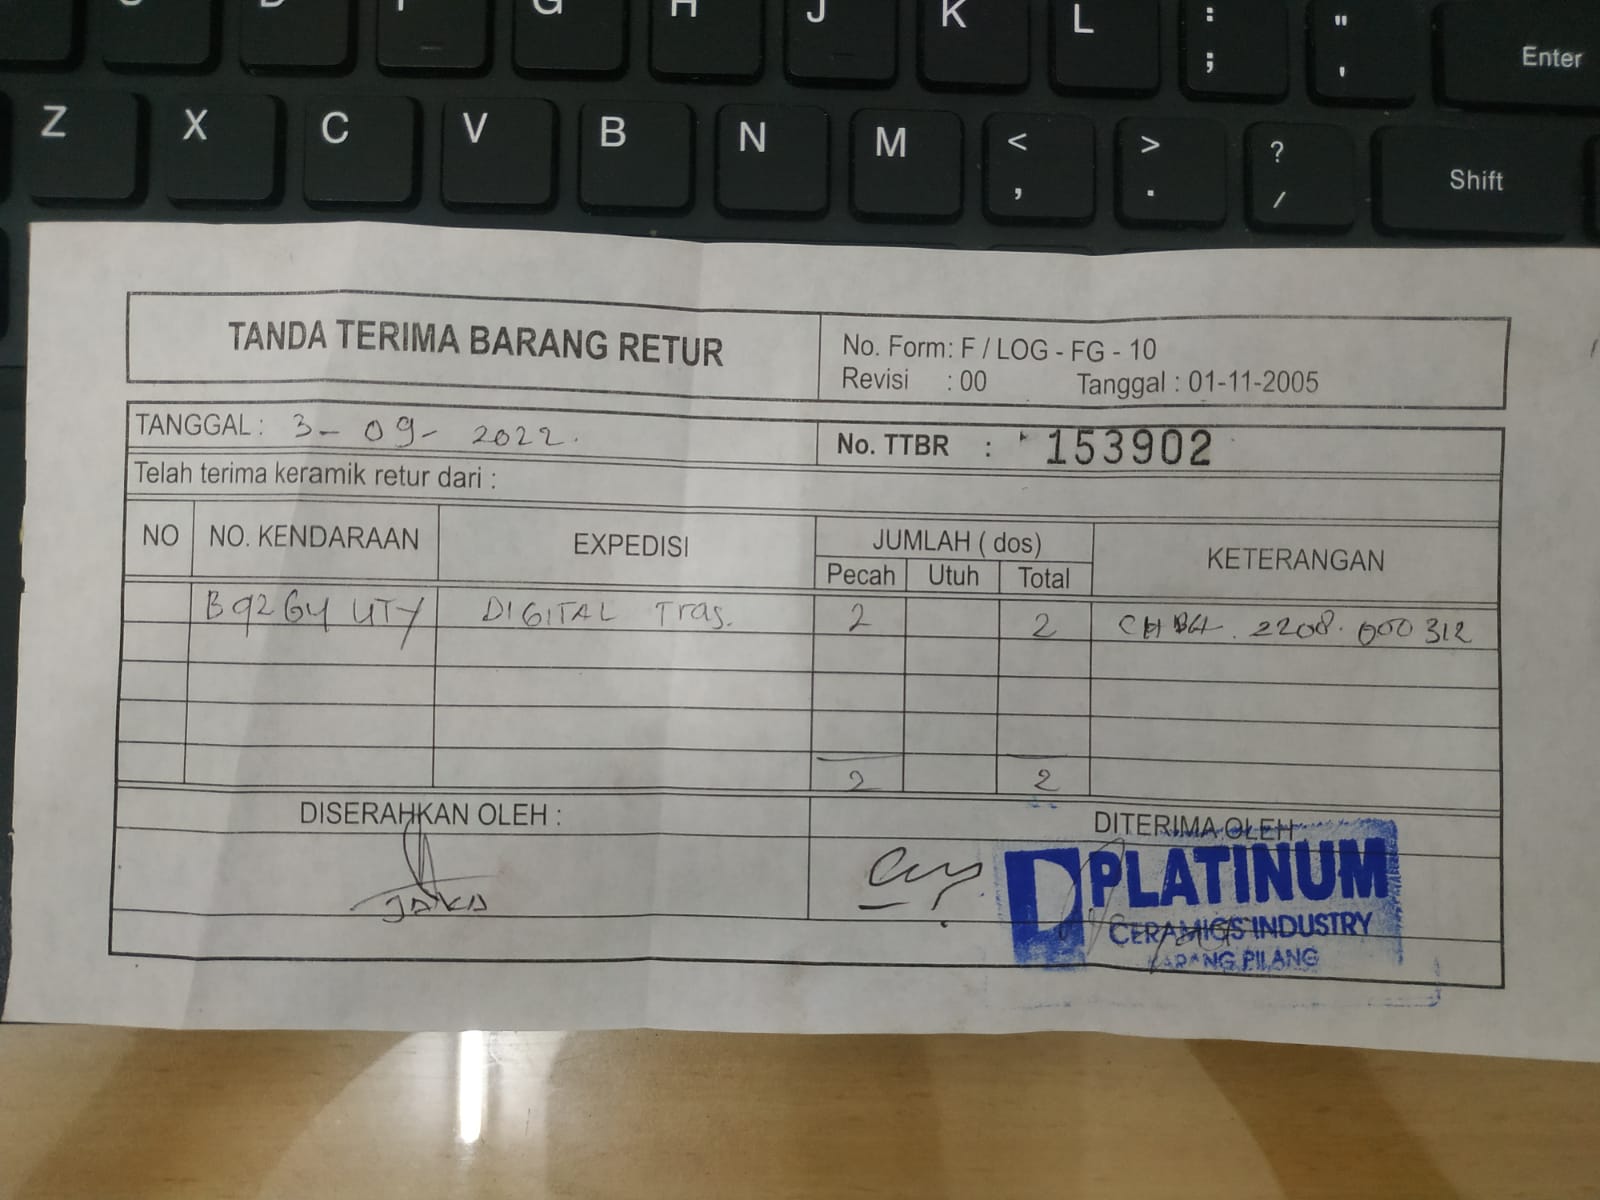 G H J K L : ; " ' Enter
Z X C V B N M < , > . ? / Shift
TANDA TERIMA BARANG RETUR
No. Form: F / LOG - FG - 10
Revisi : 00 Tanggal : 01-11-2005
TANGGAL : 3 - 09 - 2022.
No. TTBR : 153902
Telah terima keramik retur dari :
NO NO. KENDARAAN EXPEDISI JUMLAH ( dos) KETERANGAN
Pecah Utuh Total
B 9264 UTY DIGITAL Tras. 2 2 2208. 000 312
2 2
DISERAHKAN OLEH :
DITERIMA OLEH
JAKA
PLATINUM
CERAMICS INDUSTRY
KARANG PILANG